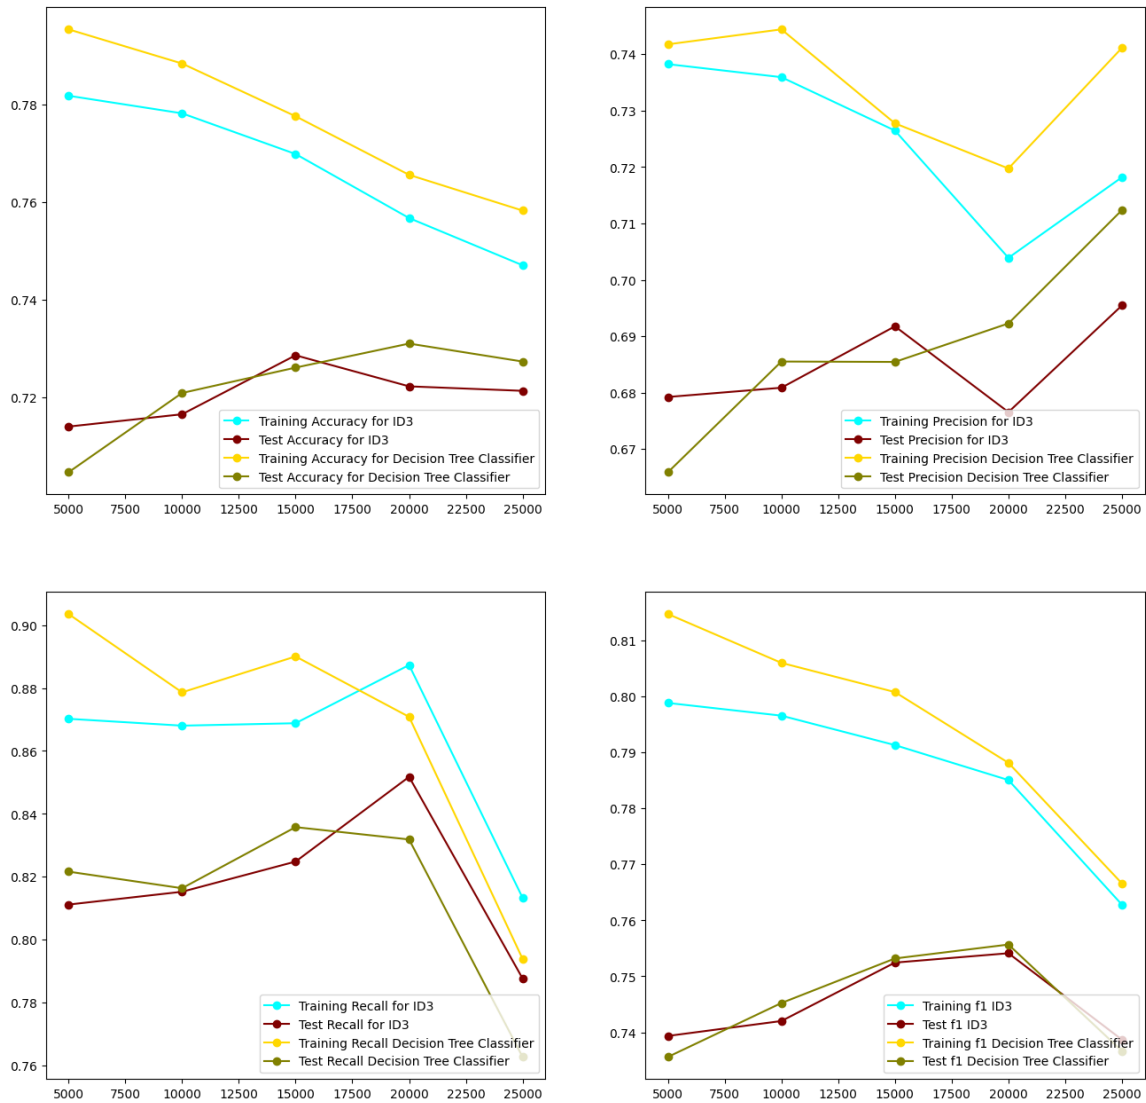 0.78
0.76
0.74
0.72
Training Accuracy for ID3
Test Accuracy for ID3
Training Accuracy for Decision Tree Classifier
Test Accuracy for Decision Tree Classifier
5000 7500 10000 12500 15000 17500 20000 22500 25000
0.74
0.73
0.72
0.71
0.70
0.69
0.68
0.67
Training Precision for ID3
Test Precision for ID3
Training Precision Decision Tree Classifier
Test Precision Decision Tree Classifier
5000 7500 10000 12500 15000 17500 20000 22500 25000
0.90
0.88
0.86
0.84
0.82
0.80
0.78
0.76
Training Recall for ID3
Test Recall for ID3
Training Recall Decision Tree Classifier
Test Recall Decision Tree Classifier
5000 7500 10000 12500 15000 17500 20000 22500 25000
0.81
0.80
0.79
0.78
0.77
0.76
0.75
0.74
Training f1 ID3
Test f1 ID3
Training f1 Decision Tree Classifier
Test f1 Decision Tree Classifier
5000 7500 10000 12500 15000 17500 20000 22500 25000